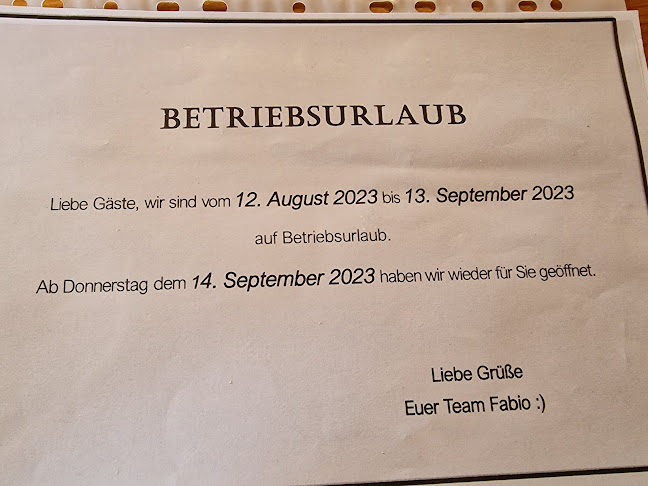 BETRIEBSURLAUB
Liebe Gäste, wir sind vom 12. August 2023 bis 13. September 2023
auf Betriebsurlaub.
Ab Donnerstag dem 14. September 2023 haben wir wieder für Sie geöffnet.
Liebe Grüße
Euer Team Fabio :)